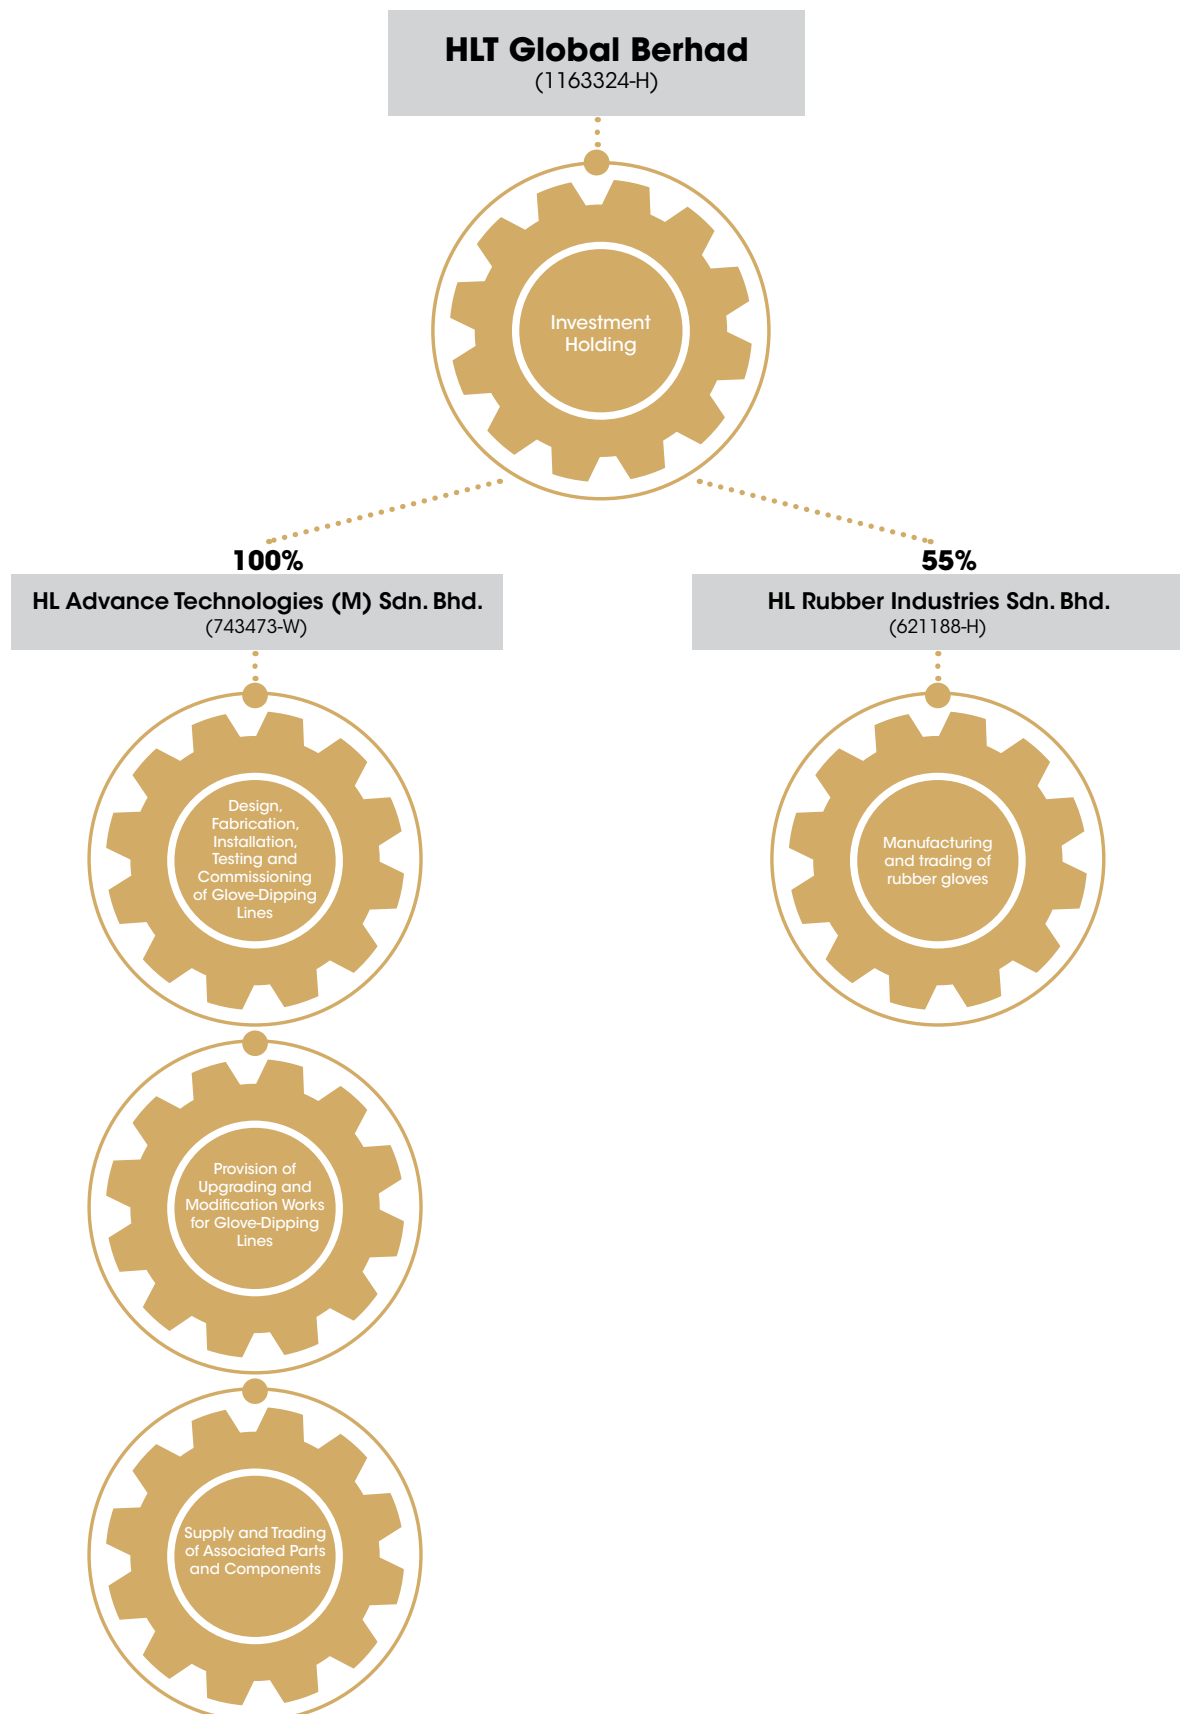 HLT Global Berhad
(1163324-H)
Investment
Holding
100%
HL Advance Technologies (M) Sdn. Bhd.
(743473-W)
Design,
Fabrication,
Installation,
Testing and
Commissioning
of Glove-Dipping
Lines
Provision of
Upgrading and
Modification Works
for Glove-Dipping
Lines
Supply and Trading
of Associated Parts
and Components
55%
HL Rubber Industries Sdn. Bhd.
(621188-H)
Manufacturing
and trading of
rubber gloves